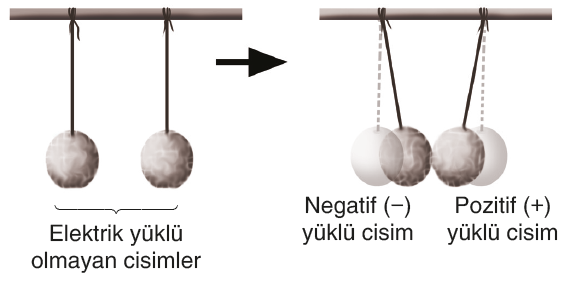 Elektrik yüklü
olmayan cisimler
Negatif (−)
yüklü cisim
Pozitif (+)
yüklü cisim